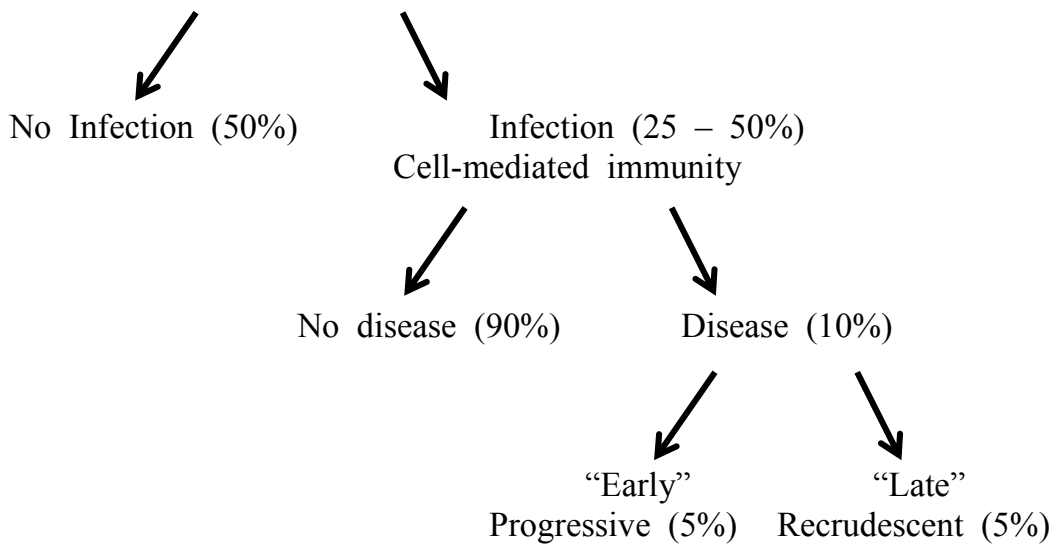 No Infection (50%)
Infection (25 – 50%)
Cell-mediated immunity
No disease (90%)
Disease (10%)
“Early”
Progressive (5%)
“Late”
Recrudescent (5%)